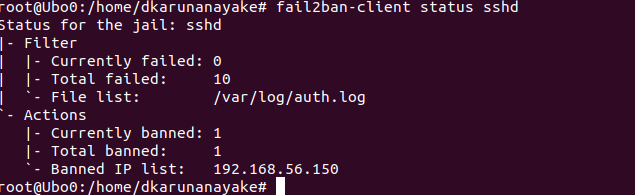 root@Ubo0:/home/dkarunanayake# fail2ban-client status sshd
Status for the jail: sshd
|- Filter
|  |- Currently failed: 0
|  |- Total failed:     10
|  `- File list:        /var/log/auth.log
`- Actions
   |- Currently banned: 1
   |- Total banned:     1
   `- Banned IP list:   192.168.56.150
root@Ubo0:/home/dkarunanayake#